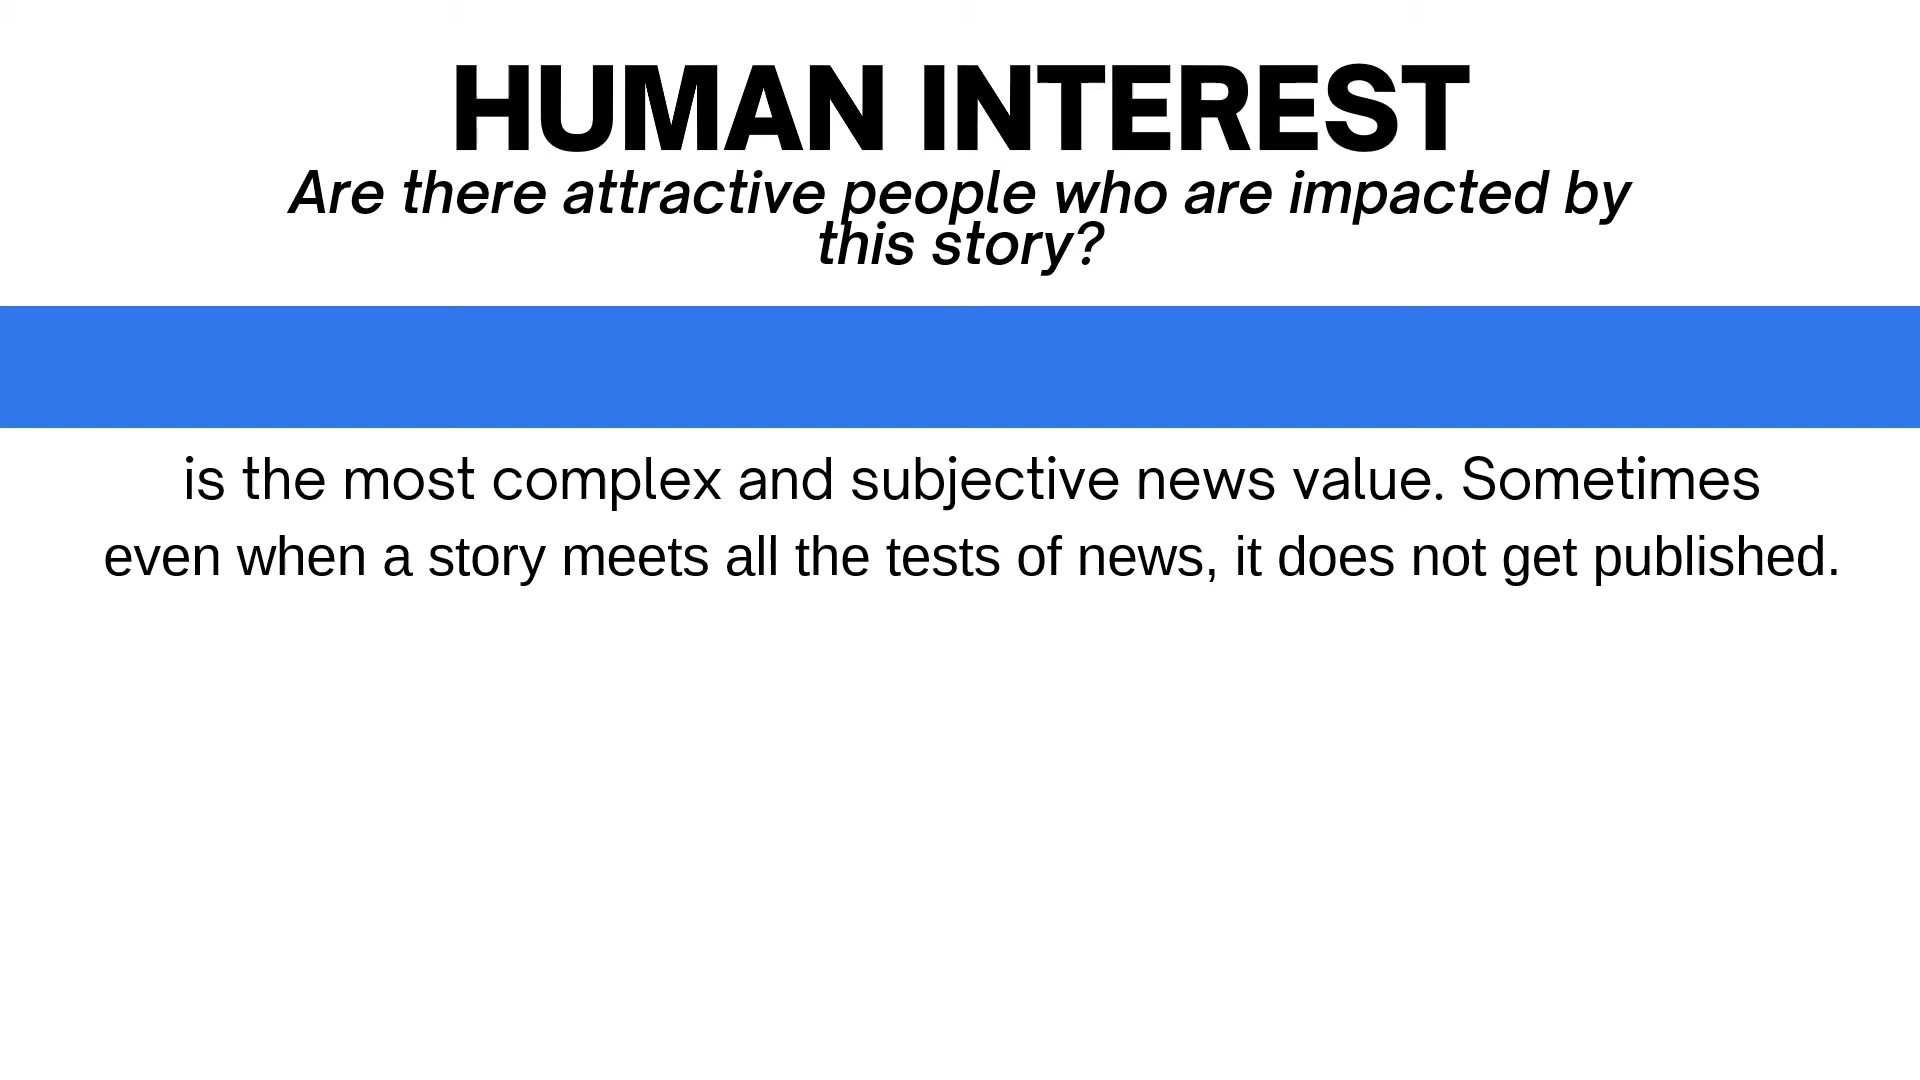 HUMAN INTEREST
Are there attractive people who are impacted by
this story?
is the most complex and subjective news value. Sometimes
even when a story meets all the tests of news, it does not get published.